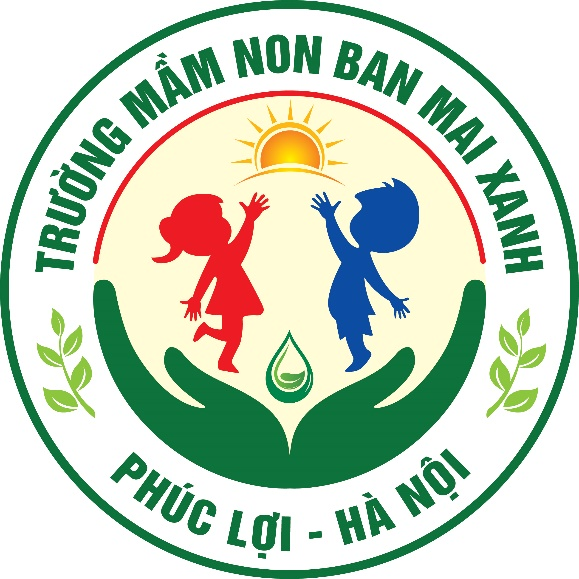 TRƯỜNG MẦM NON BAN MAI XANH
PHÚC LỢI - HÀ NỘI